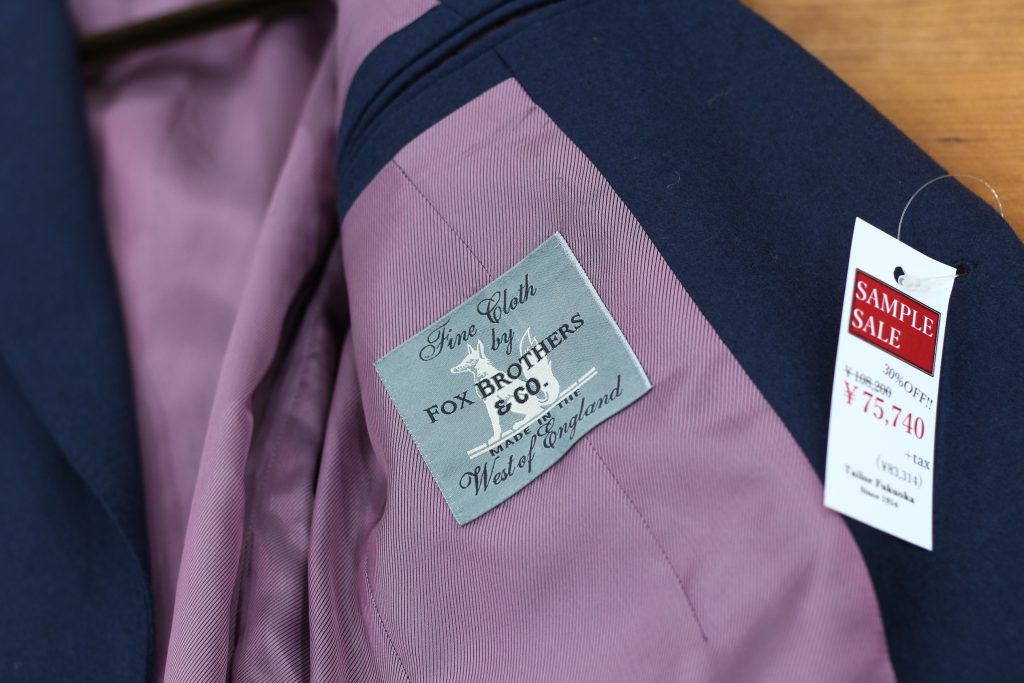 Fine Cloth
by
FOX BROTHERS
& CO.
MADE IN THE
West of England
SAMPLE
SALE
30%OFF!!
¥108,200
¥75,740
+tax
(¥83,314)
Tailor Fukuoka
Since 1954